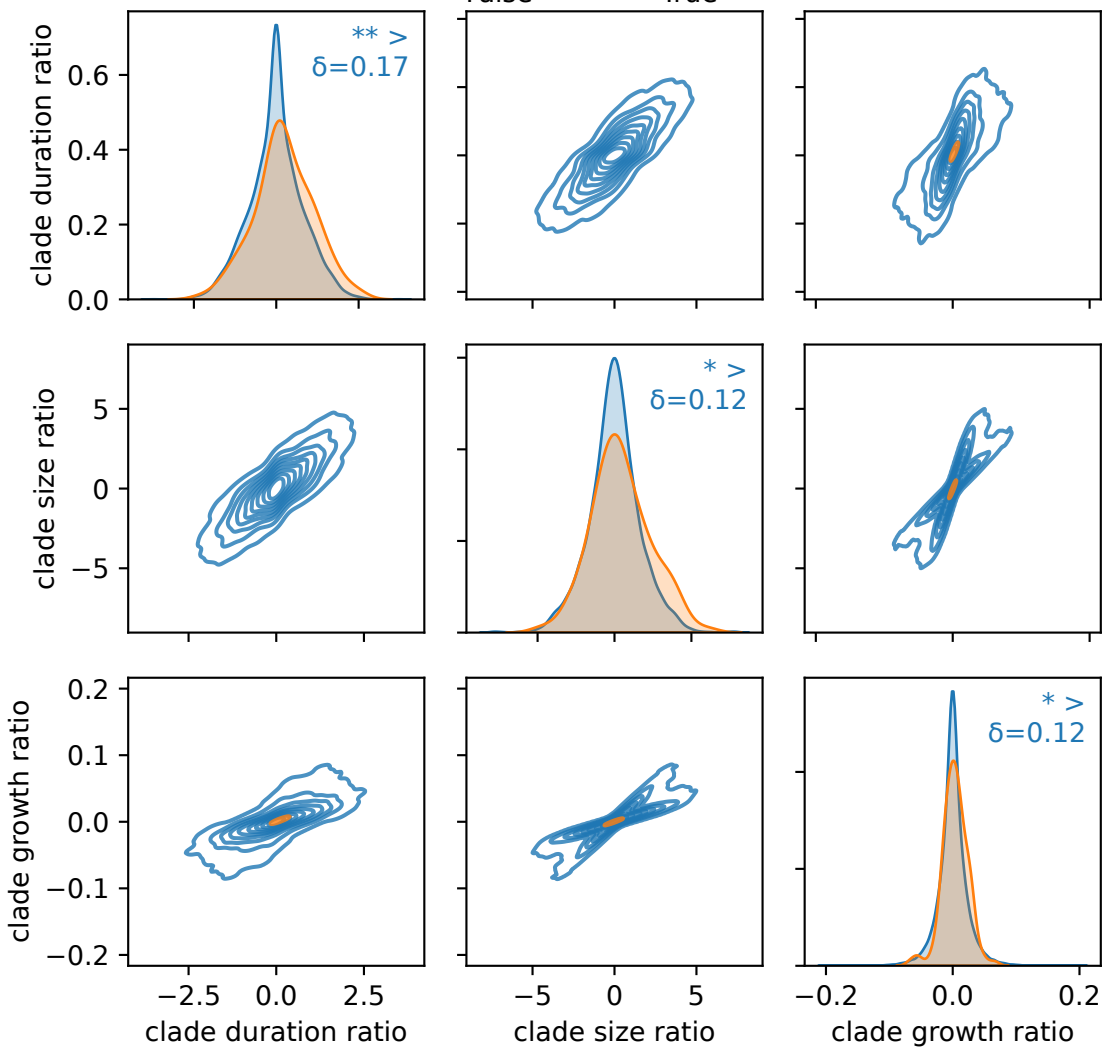 False True
clade duration ratio
0.6
0.4
0.2
0.0
** >
δ=0.17
clade size ratio
5
0
−5
* >
δ=0.12
clade growth ratio
0.2
0.1
0.0
−0.1
−0.2
* >
δ=0.12
−2.5 0.0 2.5
−5 0 5
−0.2 0.0 0.2
clade duration ratio
clade size ratio
clade growth ratio